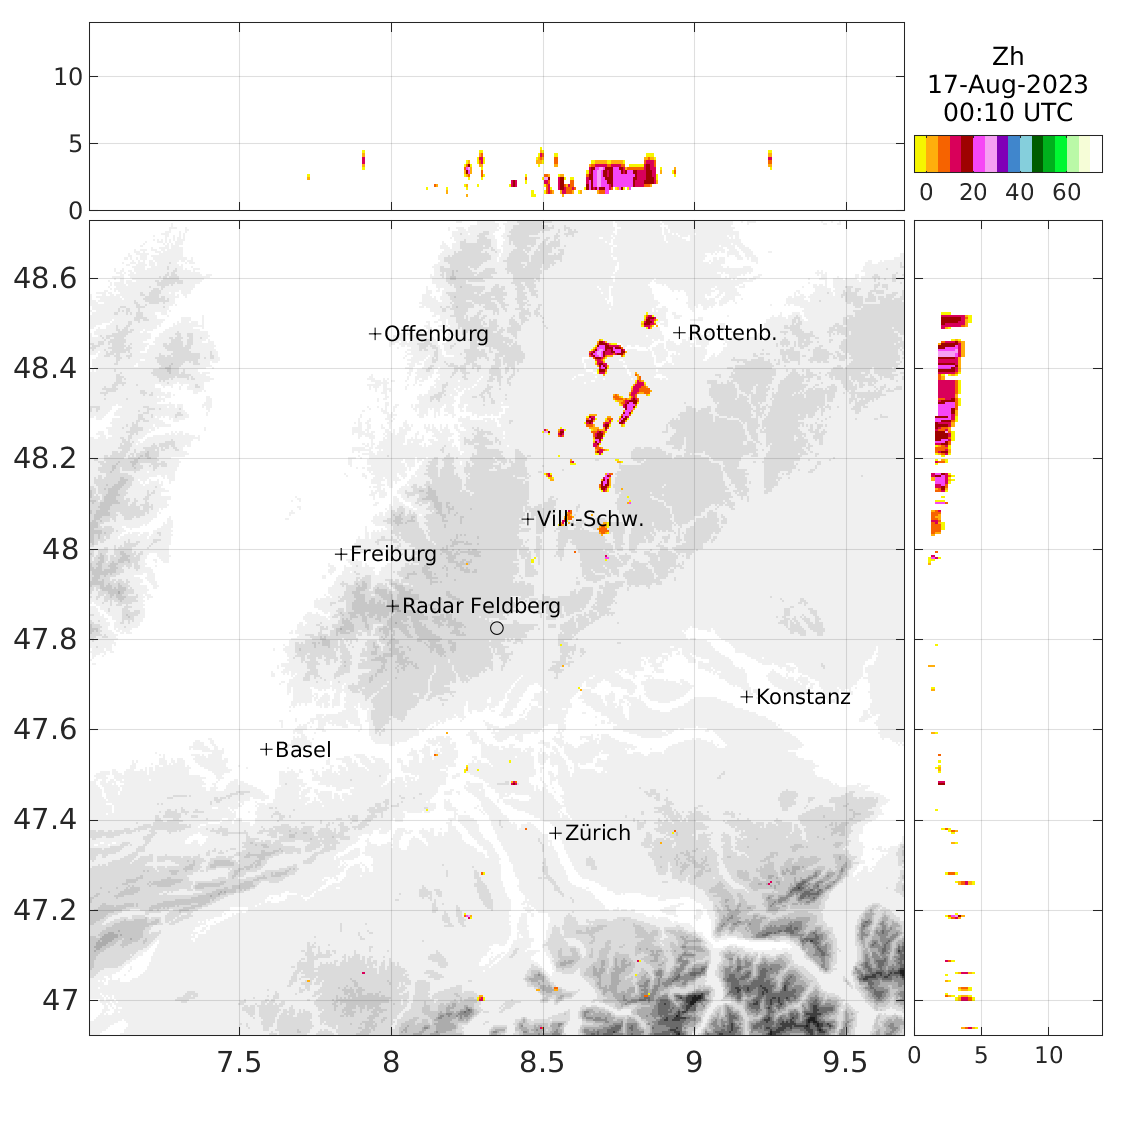 10
5
0
Zh
17-Aug-2023
00:10 UTC
0 20 40 60
48.6
48.4
48.2
48
47.8
47.6
47.4
47.2
47
+Offenburg
+Rottenb.
+Vill.-Schw.
+Freiburg
+Radar Feldberg
+Konstanz
+Basel
+Zürich
7.5 8 8.5 9 9.5
0 5 10